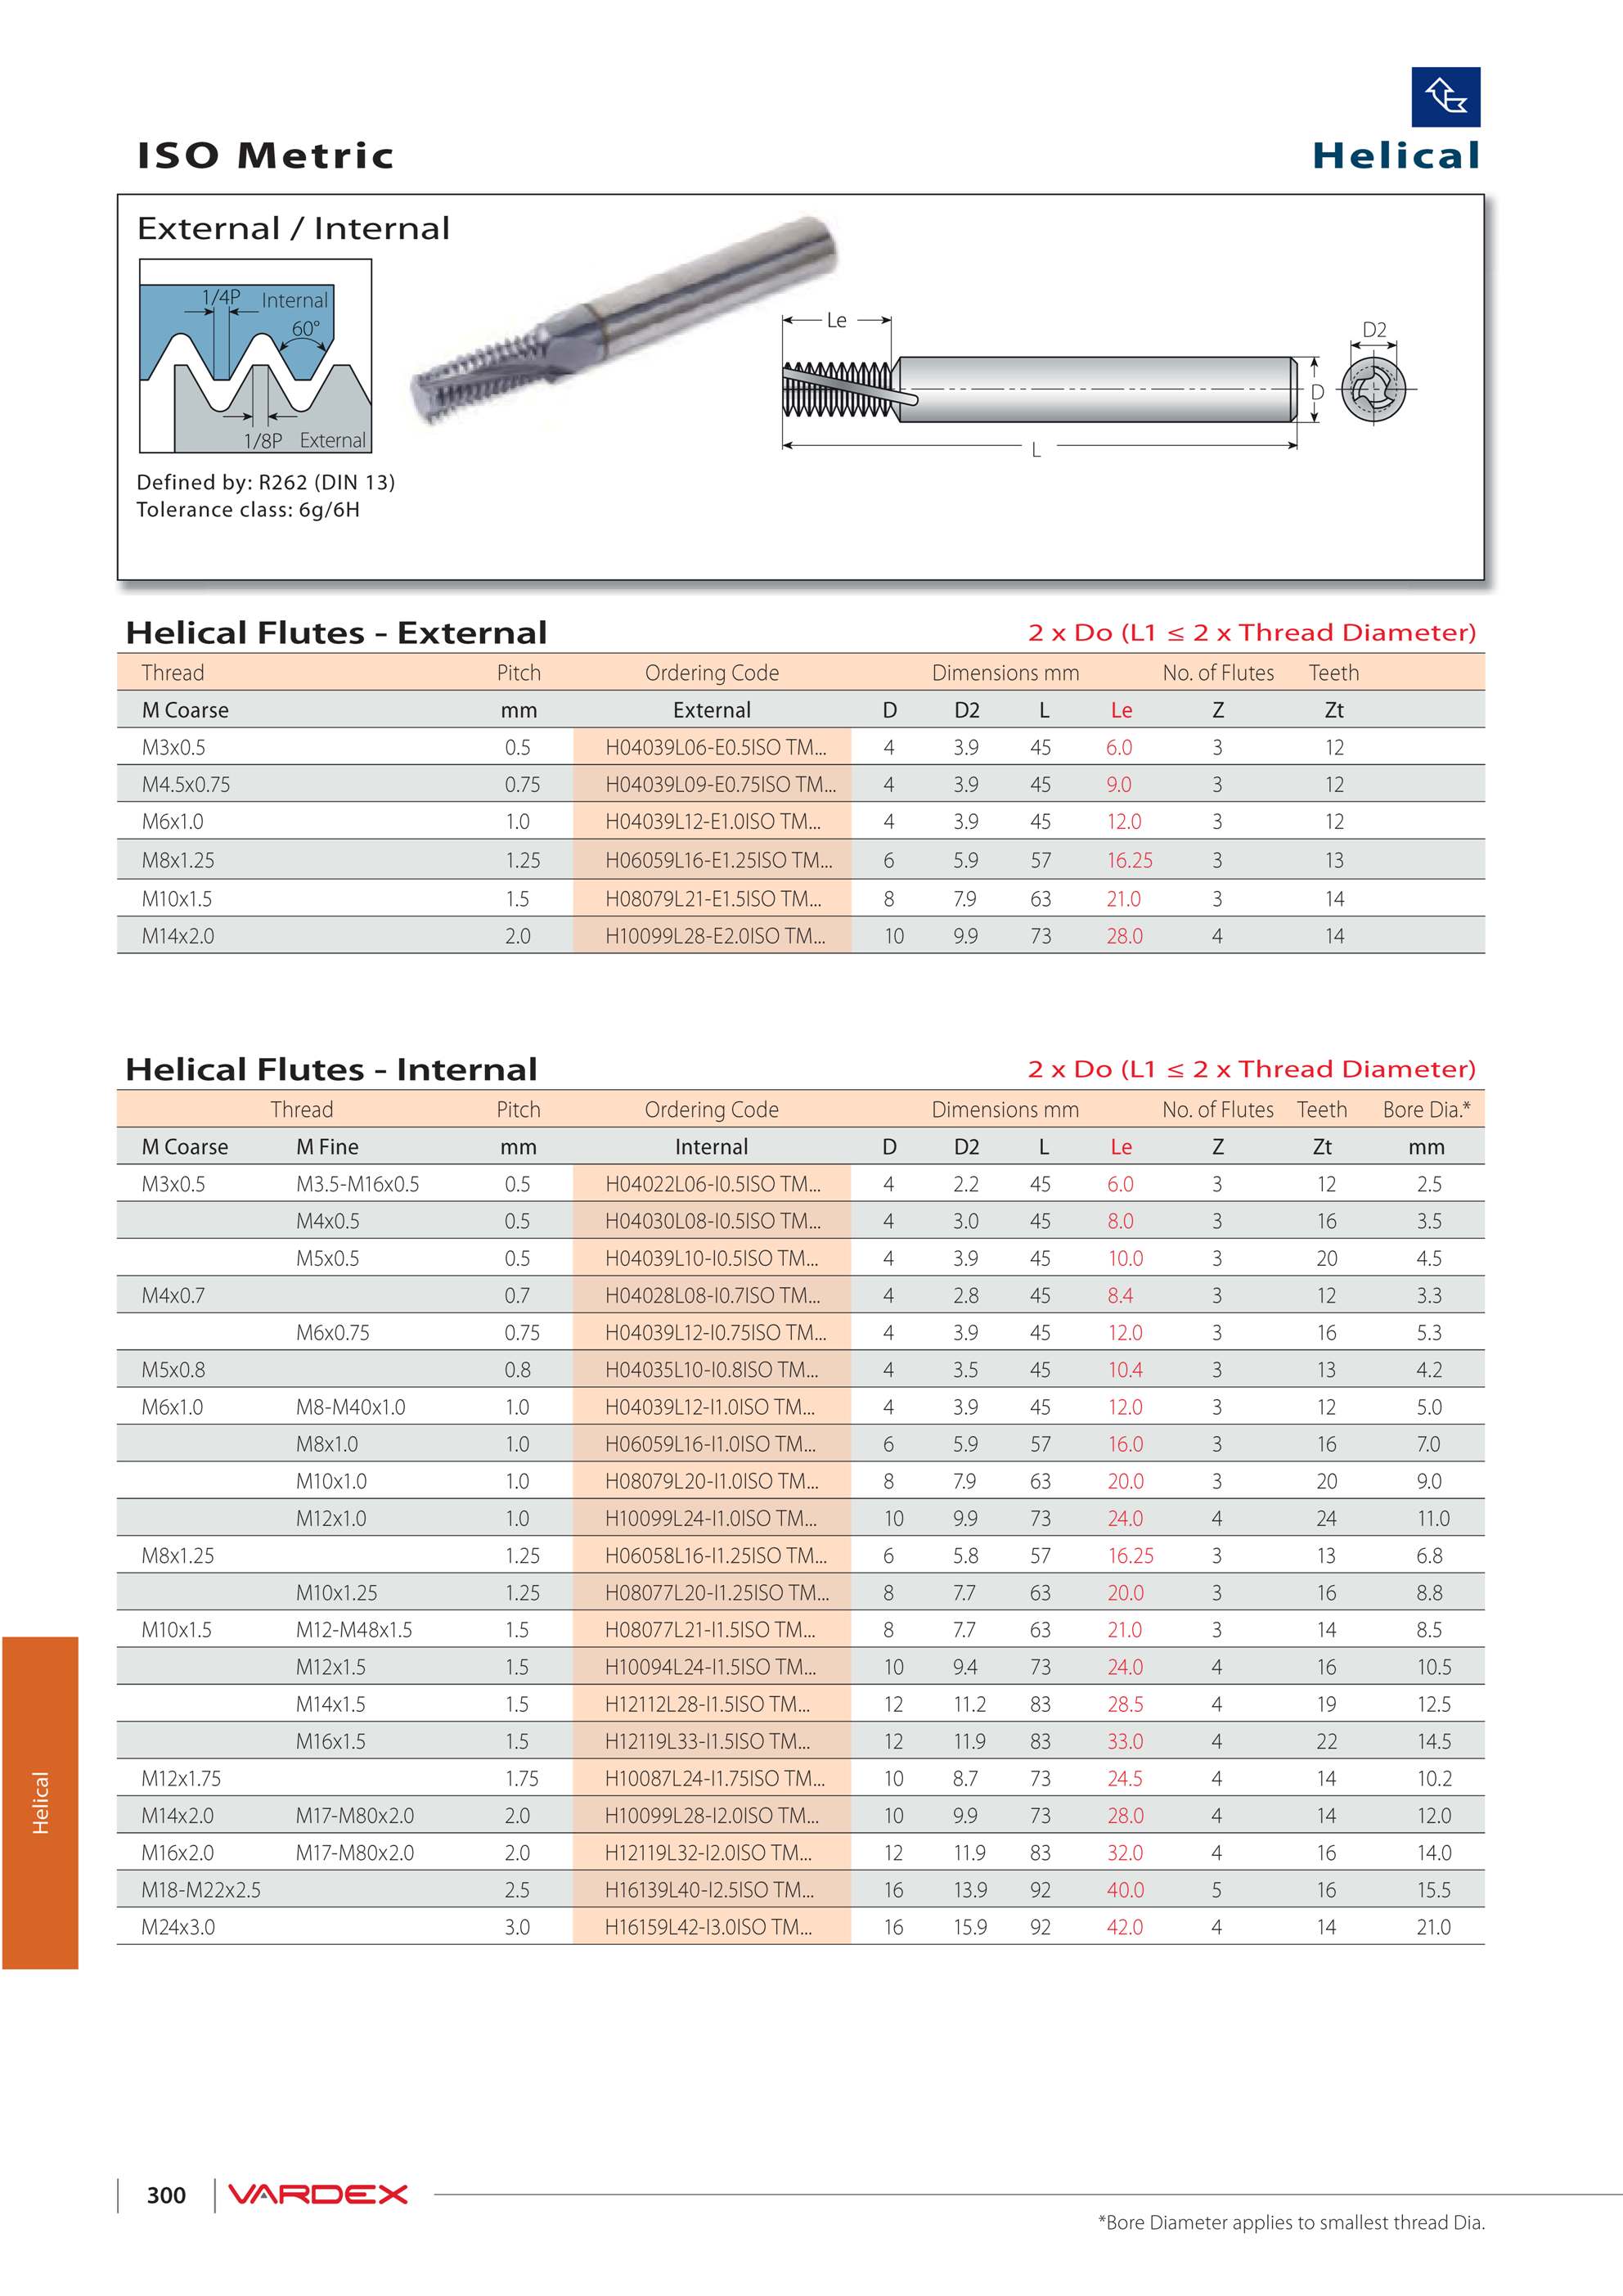 ISO Metric
Helical
External / Internal
1/4P Internal
60°
1/8P External
Le
D2
D
L
Defined by: R262 (DIN 13)
Tolerance class: 6g/6H
Helical Flutes - External 2 x Do (L1 ≤ 2 x Thread Diameter)
Thread Pitch Ordering Code Dimensions mm No. of Flutes Teeth
M Coarse mm External D D2 L Le Z Zt
M3x0.5 0.5 H04039L06-E0.5ISO TM... 4 3.9 45 6.0 3 12
M4.5x0.75 0.75 H04039L09-E0.75ISO TM... 4 3.9 45 9.0 3 12
M6x1.0 1.0 H04039L12-E1.0ISO TM... 4 3.9 45 12.0 3 12
M8x1.25 1.25 H06059L16-E1.25ISO TM... 6 5.9 57 16.25 3 13
M10x1.5 1.5 H08079L21-E1.5ISO TM... 8 7.9 63 21.0 3 14
M14x2.0 2.0 H10099L28-E2.0ISO TM... 10 9.9 73 28.0 4 14
Helical Flutes - Internal 2 x Do (L1 ≤ 2 x Thread Diameter)
Thread Pitch Ordering Code Dimensions mm No. of Flutes Teeth Bore Dia.*
M Coarse M Fine mm Internal D D2 L Le Z Zt mm
M3x0.5 M3.5-M16x0.5 0.5 H04022L06-I0.5ISO TM... 4 2.2 45 6.0 3 12 2.5
M4x0.5 0.5 H04030L08-I0.5ISO TM... 4 3.0 45 8.0 3 16 3.5
M5x0.5 0.5 H04039L10-I0.5ISO TM... 4 3.9 45 10.0 3 20 4.5
M4x0.7 0.7 H04028L08-I0.7ISO TM... 4 2.8 45 8.4 3 12 3.3
M6x0.75 0.75 H04039L12-I0.75ISO TM... 4 3.9 45 12.0 3 16 5.3
M5x0.8 0.8 H04035L10-I0.8ISO TM... 4 3.5 45 10.4 3 13 4.2
M6x1.0 M8-M40x1.0 1.0 H04039L12-I1.0ISO TM... 4 3.9 45 12.0 3 12 5.0
M8x1.0 1.0 H06059L16-I1.0ISO TM... 6 5.9 57 16.0 3 16 7.0
M10x1.0 1.0 H08079L20-I1.0ISO TM... 8 7.9 63 20.0 3 20 9.0
M12x1.0 1.0 H10099L24-I1.0ISO TM... 10 9.9 73 24.0 4 24 11.0
M8x1.25 1.25 H06058L16-I1.25ISO TM... 6 5.8 57 16.25 3 13 6.8
M10x1.25 1.25 H08077L20-I1.25ISO TM... 8 7.7 63 20.0 3 16 8.8
M10x1.5 M12-M48x1.5 1.5 H08077L21-I1.5ISO TM... 8 7.7 63 21.0 3 14 8.5
M12x1.5 1.5 H10094L24-I1.5ISO TM... 10 9.4 73 24.0 4 16 10.5
M14x1.5 1.5 H12112L28-I1.5ISO TM... 12 11.2 83 28.5 4 19 12.5
M16x1.5 1.5 H12119L33-I1.5ISO TM... 12 11.9 83 33.0 4 22 14.5
M12x1.75 1.75 H10087L24-I1.75ISO TM... 10 8.7 73 24.5 4 14 10.2
M14x2.0 M17-M80x2.0 2.0 H10099L28-I2.0ISO TM... 10 9.9 73 28.0 4 14 12.0
M16x2.0 M17-M80x2.0 2.0 H12119L32-I2.0ISO TM... 12 11.9 83 32.0 4 16 14.0
M18-M22x2.5 2.5 H16139L40-I2.5ISO TM... 16 13.9 92 40.0 5 16 15.5
M24x3.0 3.0 H16159L42-I3.0ISO TM... 16 15.9 92 42.0 4 14 21.0
Helical
300 VARDEX
*Bore Diameter applies to smallest thread Dia.